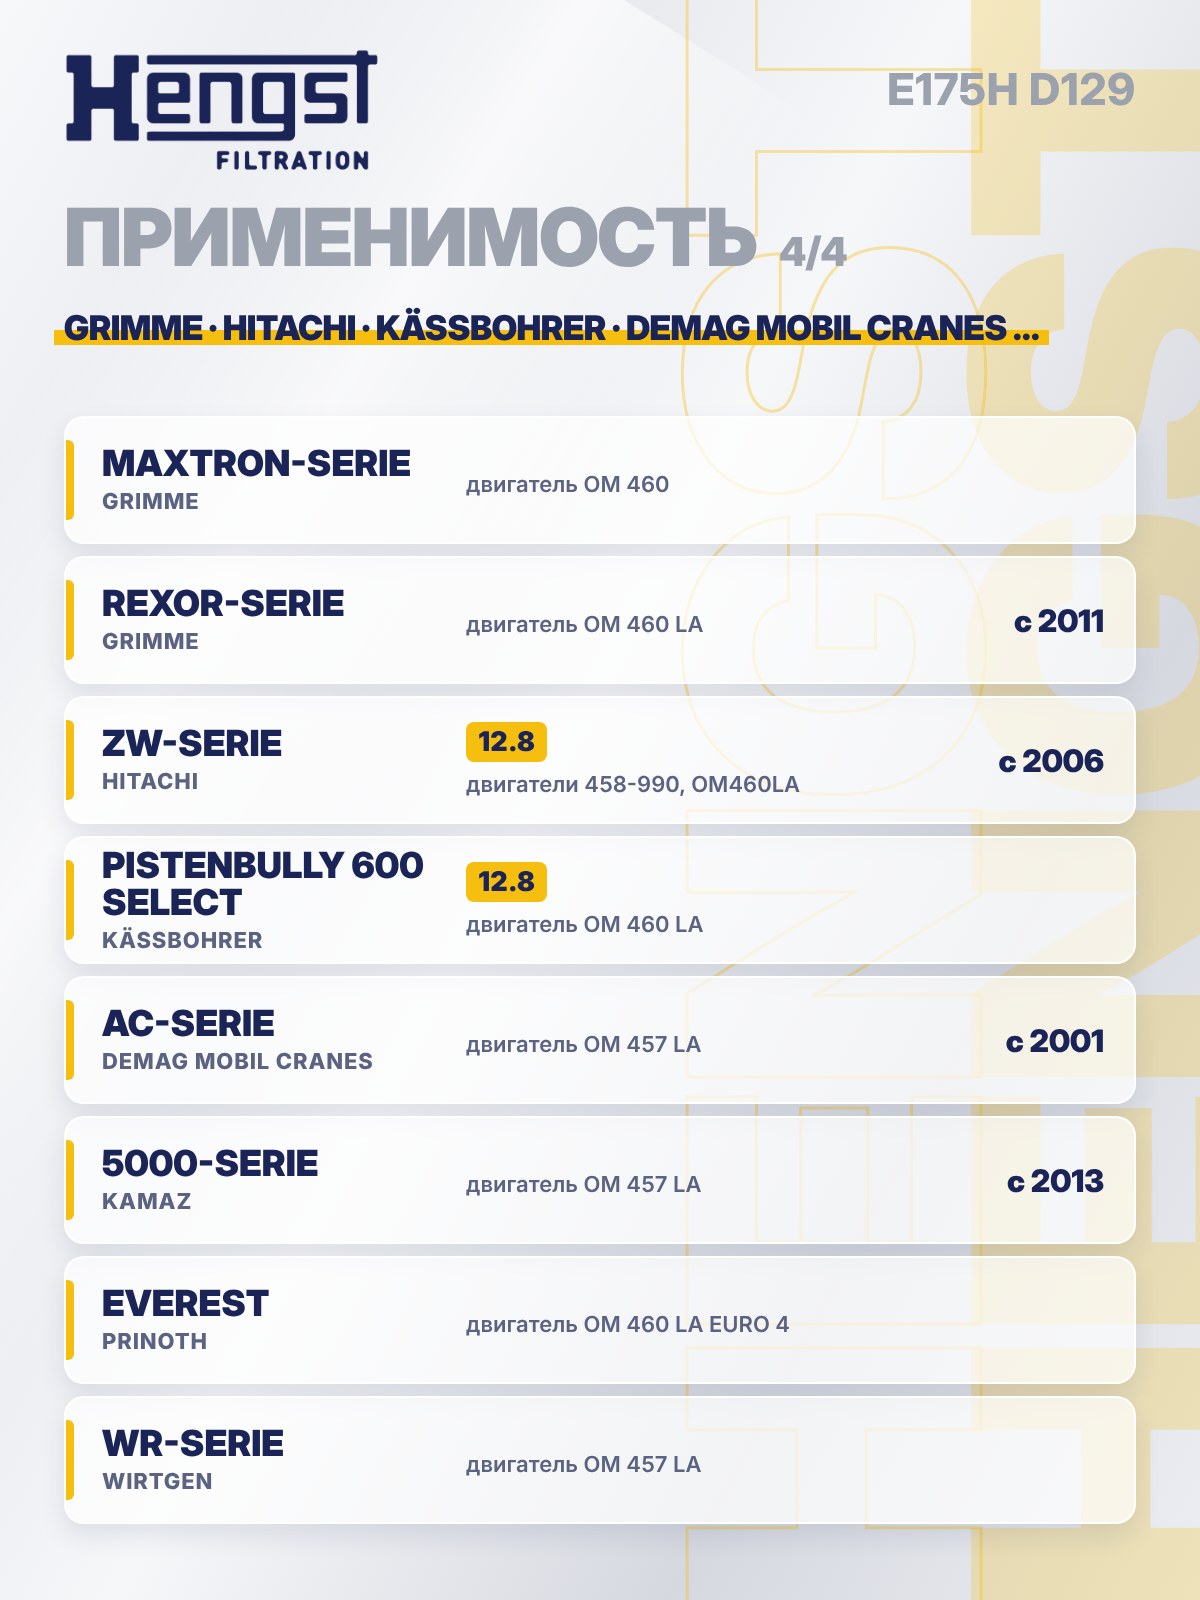 Hengst
FILTRATION
E175H D129
ПРИМЕНИМОСТЬ 4/4
GRIMME · HITACHI · KÄSSBOHRER · DEMAG MOBIL CRANES ...
MAXTRON-SERIE
GRIMME
двигатель OM 460
REXOR-SERIE
GRIMME
двигатель OM 460 LA
с 2011
ZW-SERIE
HITACHI
12.8
двигатели 458-990, OM460LA
с 2006
PISTENBULLY 600
SELECT
KÄSSBOHRER
12.8
двигатель OM 460 LA
AC-SERIE
DEMAG MOBIL CRANES
двигатель OM 457 LA
с 2001
5000-SERIE
KAMAZ
двигатель OM 457 LA
с 2013
EVEREST
PRINOTH
двигатель OM 460 LA EURO 4
WR-SERIE
WIRTGEN
двигатель OM 457 LA
HENGST
HENGST